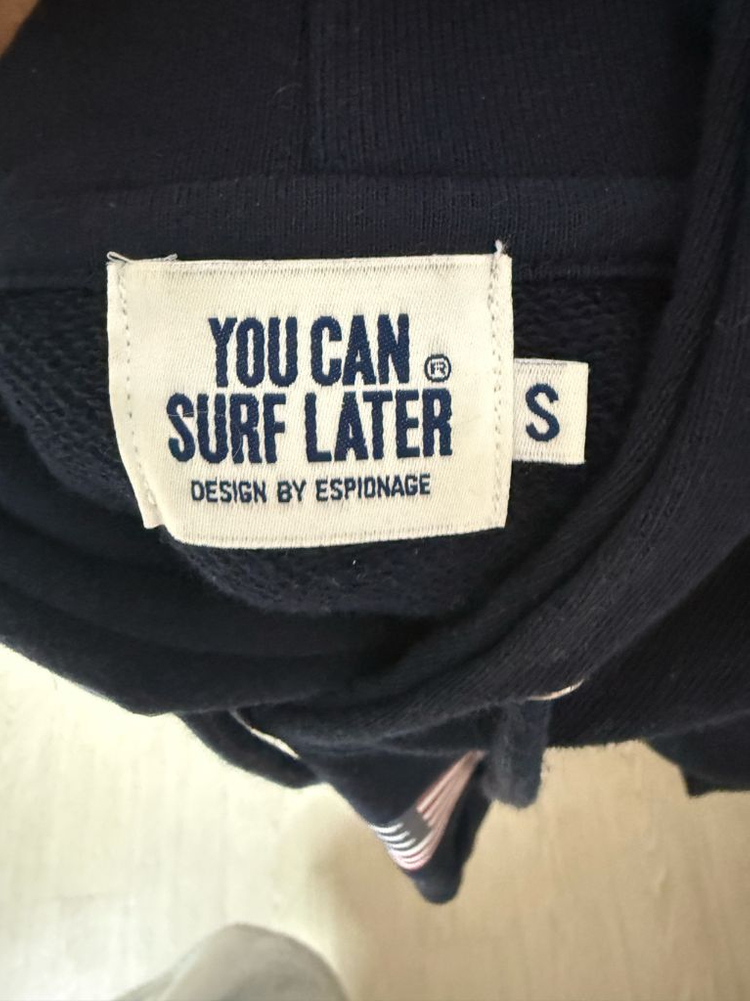 YOU CAN
SURF LATER ®
DESIGN BY ESPIONAGE
S